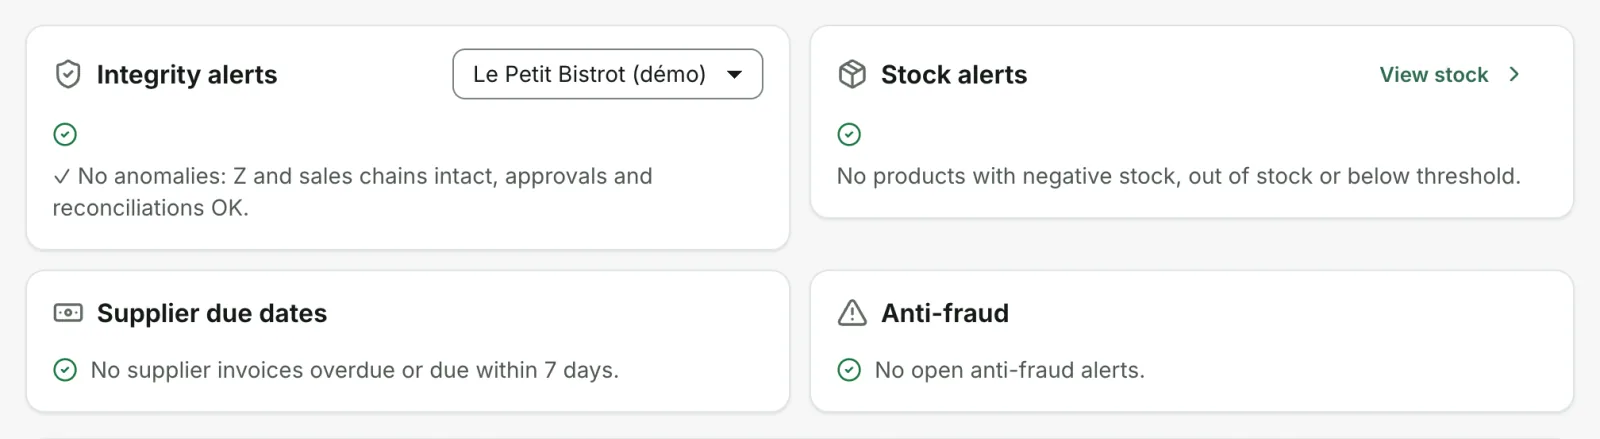 Integrity alerts
Le Petit Bistrot (démo)
✓ No anomalies: Z and sales chains intact, approvals and
reconciliations OK.
Stock alerts
View stock
No products with negative stock, out of stock or below threshold.
Supplier due dates
No supplier invoices overdue or due within 7 days.
Anti-fraud
No open anti-fraud alerts.